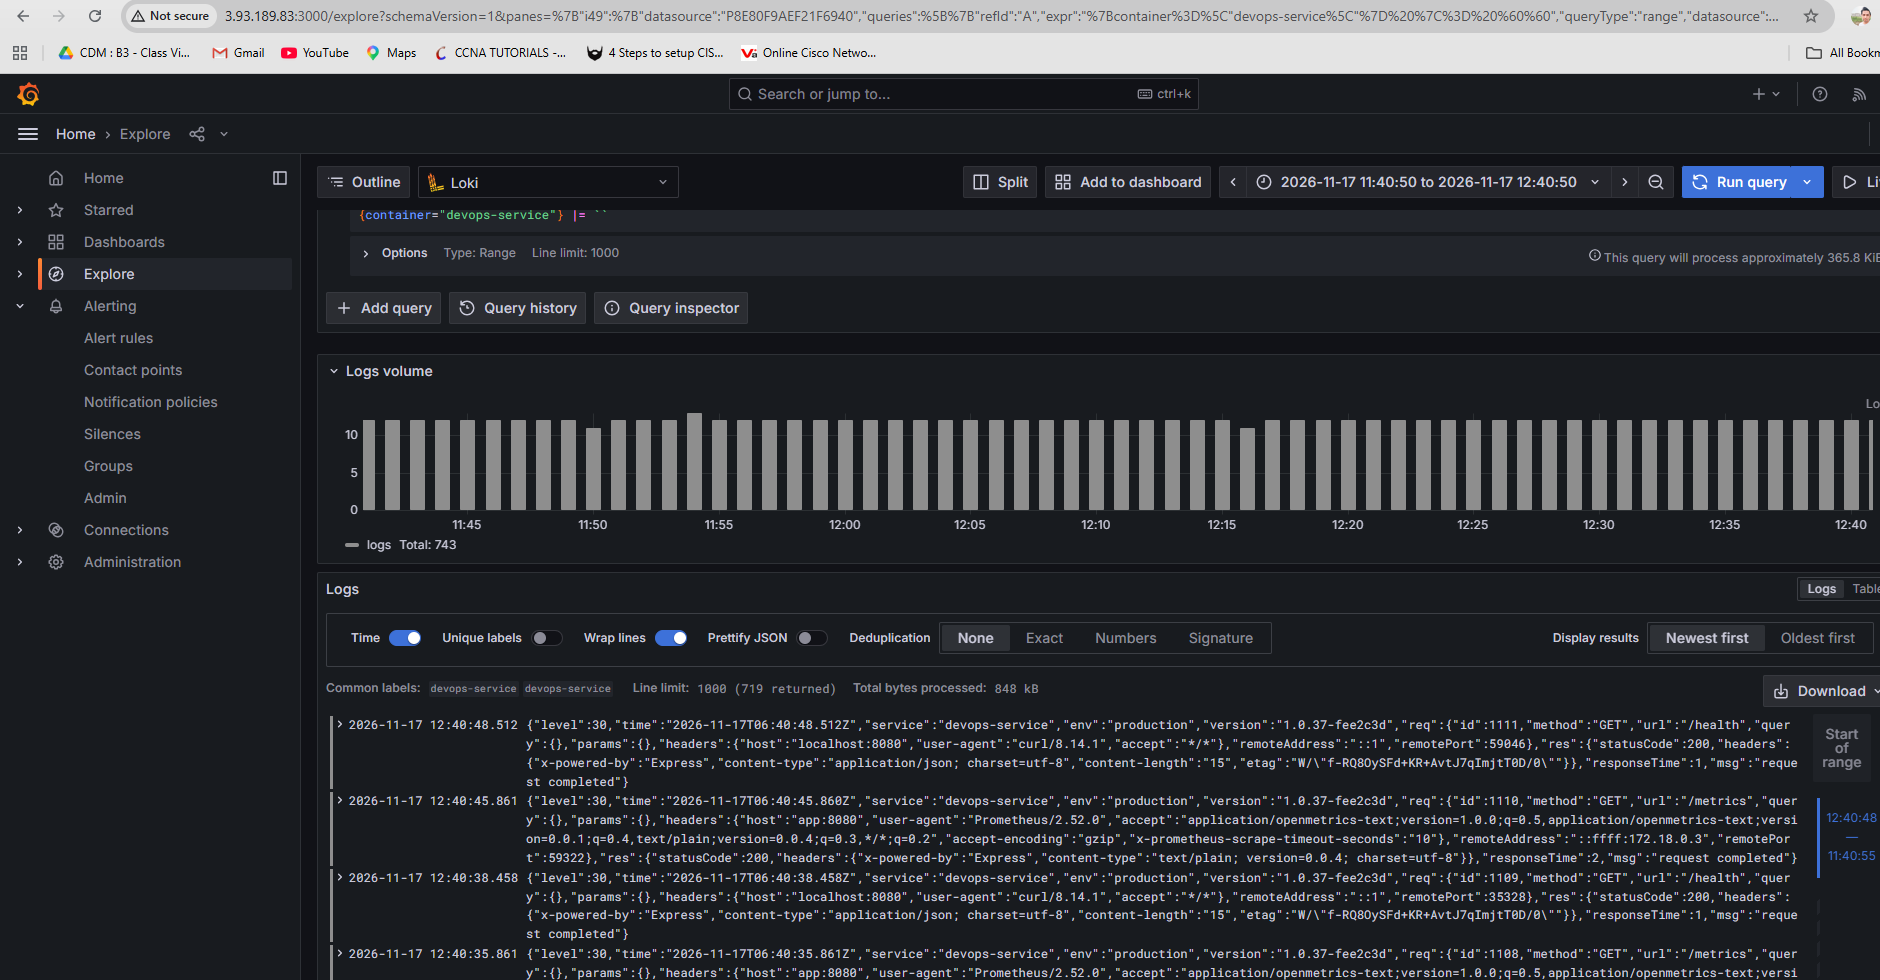 Not secure 3.93.189.83:3000/explore?schemaVersion=1&panes=%7B"i49":%7B"datasource":"P8E80F9AEF21F6940","queries":%5B%7B"refId":"A","expr":"%7Bcontainer%3D%5C"devops-service%5C"%7D%20%7C%3D%20%60%60","queryType":"range","datasource":...
CDM : B3 - Class Vi... Gmail YouTube Maps CCNA TUTORIALS -... 4 Steps to setup CIS... Online Cisco Netwo... All Bookm
Search or jump to... ctrl+k
Home › Explore
Home
Starred
Dashboards
Explore
Alerting
Alert rules
Contact points
Notification policies
Silences
Groups
Admin
Connections
Administration
Outline Loki Split Add to dashboard 2026-11-17 11:40:50 to 2026-11-17 12:40:50 Run query Li
{container="devops-service"} |= ``
Options Type: Range Line limit: 1000 This query will process approximately 365.8 KiB
+ Add query Query history Query inspector
Logs volume
Lo
10
5
0
11:45 11:50 11:55 12:00 12:05 12:10 12:15 12:20 12:25 12:30 12:35 12:40
logs Total: 743
Logs Logs Table
Time Unique labels Wrap lines Prettify JSON Deduplication None Exact Numbers Signature Display results Newest first Oldest first
Common labels: devops-service devops-service Line limit: 1000 (719 returned) Total bytes processed: 848 kB
Download
2026-11-17 12:40:48.512 {"level":30,"time":"2026-11-17T06:40:48.512Z","service":"devops-service","env":"production","version":"1.0.37-fee2c3d","req":{"id":1111,"method":"GET","url":"/health","quer
y":{},"params":{},"headers":{"host":"localhost:8080","user-agent":"curl/8.14.1","accept":"*/*"},"remoteAddress":"::1","remotePort":59046},"res":{"statusCode":200,"headers":
{"x-powered-by":"Express","content-type":"application/json; charset=utf-8","content-length":"15","etag":"W/\"f-RQ8OySFd+KR+AvtJ7qImjtT0D/0\""}},"responseTime":1,"msg":"reque
st completed"}
2026-11-17 12:40:45.861 {"level":30,"time":"2026-11-17T06:40:45.860Z","service":"devops-service","env":"production","version":"1.0.37-fee2c3d","req":{"id":1110,"method":"GET","url":"/metrics","que
ry":{},"params":{},"headers":{"host":"app:8080","user-agent":"Prometheus/2.52.0","accept":"application/openmetrics-text;version=1.0.0;q=0.5,application/openmetrics-text;versi
on=0.0.1;q=0.4,text/plain;version=0.0.4;q=0.3,*/*;q=0.2","accept-encoding":"gzip","x-prometheus-scrape-timeout-seconds":"10"},"remoteAddress":"::ffff:172.18.0.3","remotePor
t":59322},"res":{"statusCode":200,"headers":{"x-powered-by":"Express","content-type":"text/plain; version=0.0.4; charset=utf-8"}},"responseTime":2,"msg":"request completed"}
2026-11-17 12:40:38.458 {"level":30,"time":"2026-11-17T06:40:38.458Z","service":"devops-service","env":"production","version":"1.0.37-fee2c3d","req":{"id":1109,"method":"GET","url":"/health","quer
y":{},"params":{},"headers":{"host":"localhost:8080","user-agent":"curl/8.14.1","accept":"*/*"},"remoteAddress":"::1","remotePort":35328},"res":{"statusCode":200,"headers":
{"x-powered-by":"Express","content-type":"application/json; charset=utf-8","content-length":"15","etag":"W/\"f-RQ8OySFd+KR+AvtJ7qImjtT0D/0\""}},"responseTime":1,"msg":"reque
st completed"}
2026-11-17 12:40:35.861 {"level":30,"time":"2026-11-17T06:40:35.861Z","service":"devops-service","env":"production","version":"1.0.37-fee2c3d","req":{"id":1108,"method":"GET","url":"/metrics","que
ry":{},"params":{},"headers":{"host":"app:8080","user-agent":"Prometheus/2.52.0","accept":"application/openmetrics-text;version=1.0.0;q=0.5,application/openmetrics-text;versi
Start
of
range
12:40:48
—
11:40:55